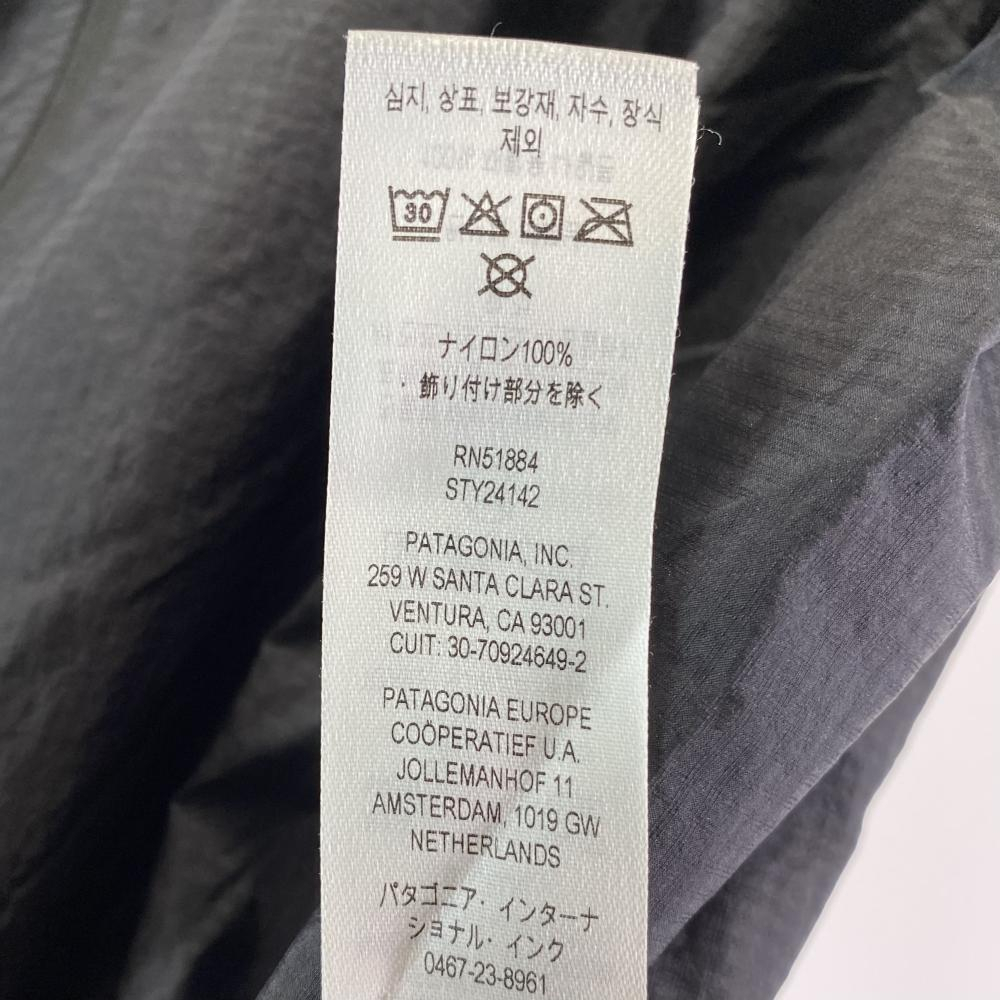 심지, 상표, 보강재, 자수, 장식
제외
30
ナイロン100%
・飾り付け部分を除く
RN51884
STY24142
PATAGONIA, INC.
259 W SANTA CLARA ST.
VENTURA, CA 93001
CUIT: 30-70924649-2
PATAGONIA EUROPE
COÖPERATIEF U.A.
JOLLEMANHOF 11
AMSTERDAM, 1019 GW
NETHERLANDS
パタゴニア・インターナ
ショナル・インク
0467-23-8961